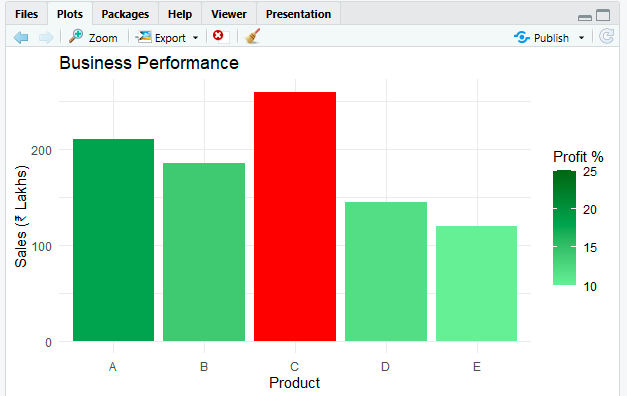 Files Plots Packages Help Viewer Presentation
Zoom Export Publish
Business Performance
Sales (₹ Lakhs)
200
100
0
A B C D E
Product
Profit %
25
20
15
10